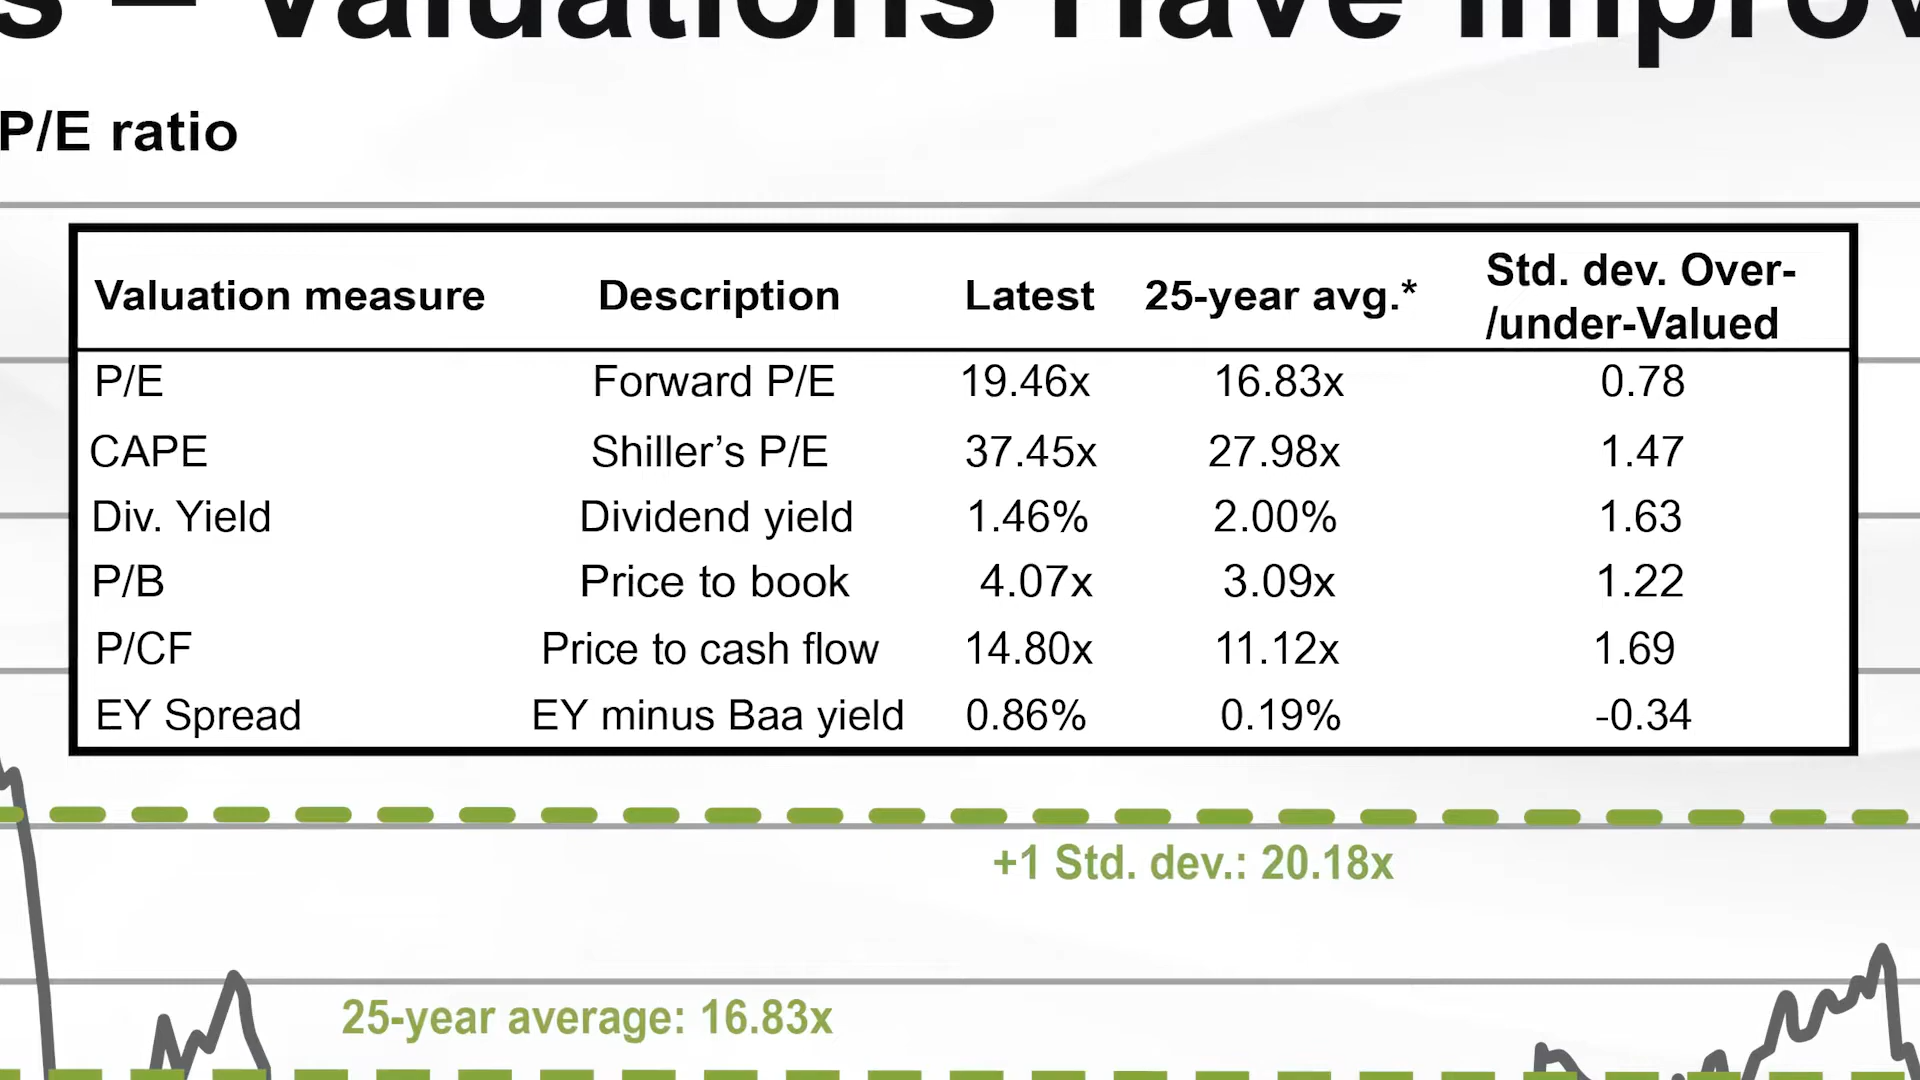 s – Valuations Have Improv
P/E ratio
Valuation measure Description Latest 25-year avg.* Std. dev. Over-
/under-Valued
P/E Forward P/E 19.46x 16.83x 0.78
CAPE Shiller’s P/E 37.45x 27.98x 1.47
Div. Yield Dividend yield 1.46% 2.00% 1.63
P/B Price to book 4.07x 3.09x 1.22
P/CF Price to cash flow 14.80x 11.12x 1.69
EY Spread EY minus Baa yield 0.86% 0.19% -0.34
+1 Std. dev.: 20.18x
25-year average: 16.83x